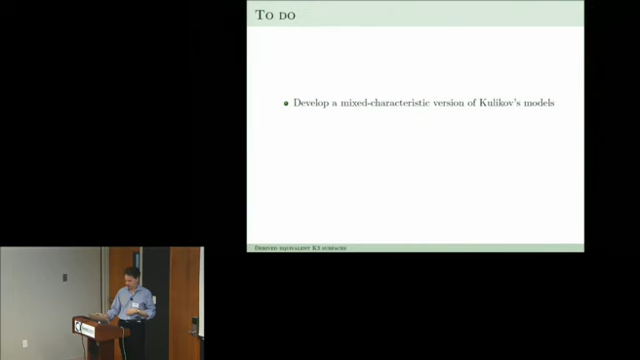 To do
Develop a mixed-characteristic version of Kulikov's models
Derived equivalent K3 surfaces